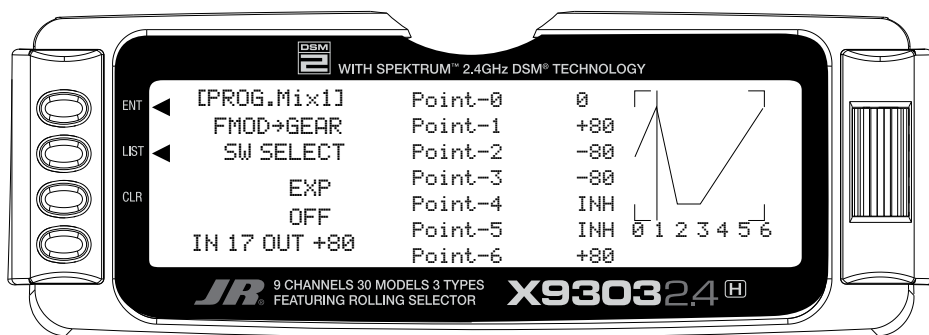 DSM
2
WITH SPEKTRUM™ 2.4GHz DSM® TECHNOLOGY
ENT
LIST
CLR
[PROG.Mix1]
FMOD→GEAR
SW SELECT
EXP
OFF
IN 17 OUT +80
Point-0 0
Point-1 +80
Point-2 -80
Point-3 -80
Point-4 INH
Point-5 INH
Point-6 +80
0 1 2 3 4 5 6
JR®
9 CHANNELS 30 MODELS 3 TYPES
FEATURING ROLLING SELECTOR
X9303 2.4 H